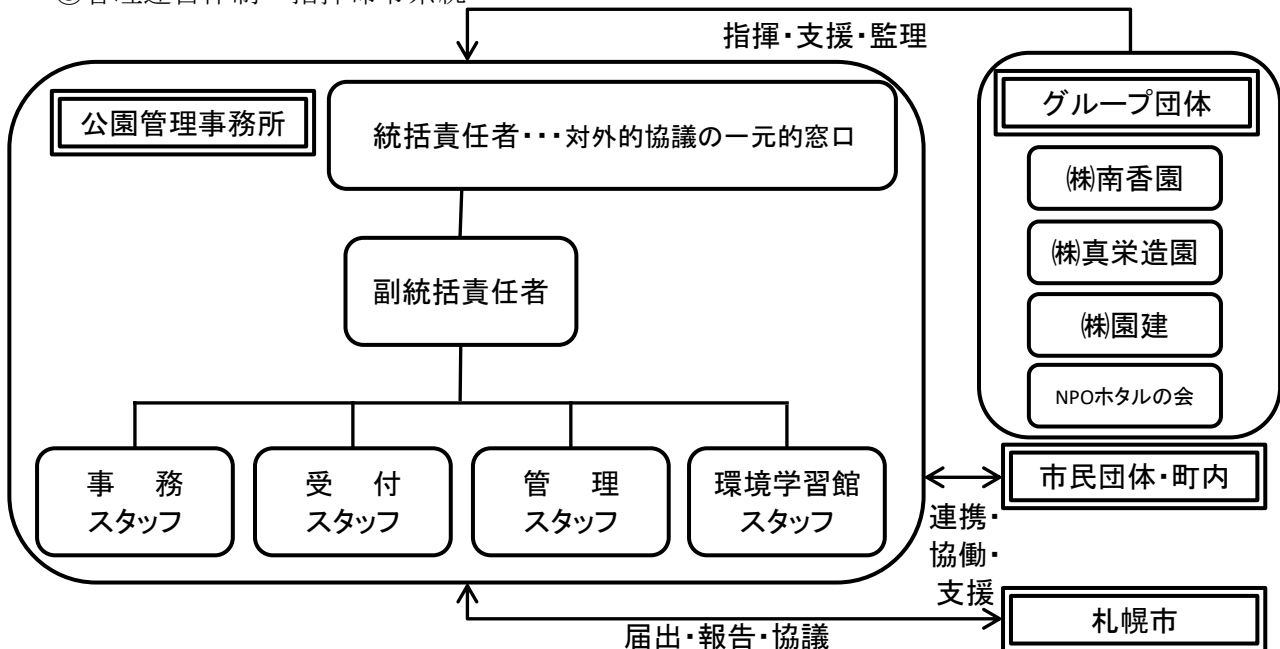 指揮・支援・監理
公園管理事務所
統括責任者・・・対外的協議の一元的窓口
副統括責任者
事　務
スタッフ
受　付
スタッフ
管　理
スタッフ
環境学習館
スタッフ
グループ団体
㈱南香園
㈱真栄造園
㈱園建
NPOホタルの会
市民団体・町内
連携・
協働・
支援
札幌市
届出・報告・協議